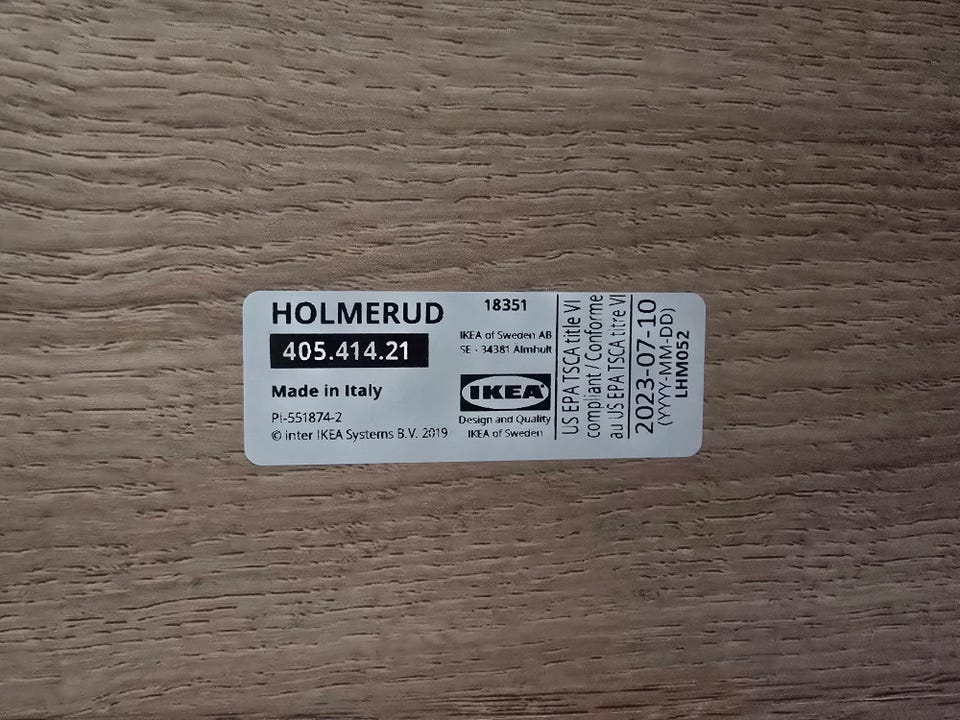 HOLMERUD
405.414.21
Made in Italy
PI-551874-2
© Inter IKEA Systems B.V. 2019
18351
IKEA of Sweden AB
SE - 34381 Älmhult
IKEA
Design and Quality
IKEA of Sweden
US EPA TSCA title VI
compliant / Conforme
au US EPA TSCA titre VI
2023-07-10
(YYYY-MM-DD)
LHM052